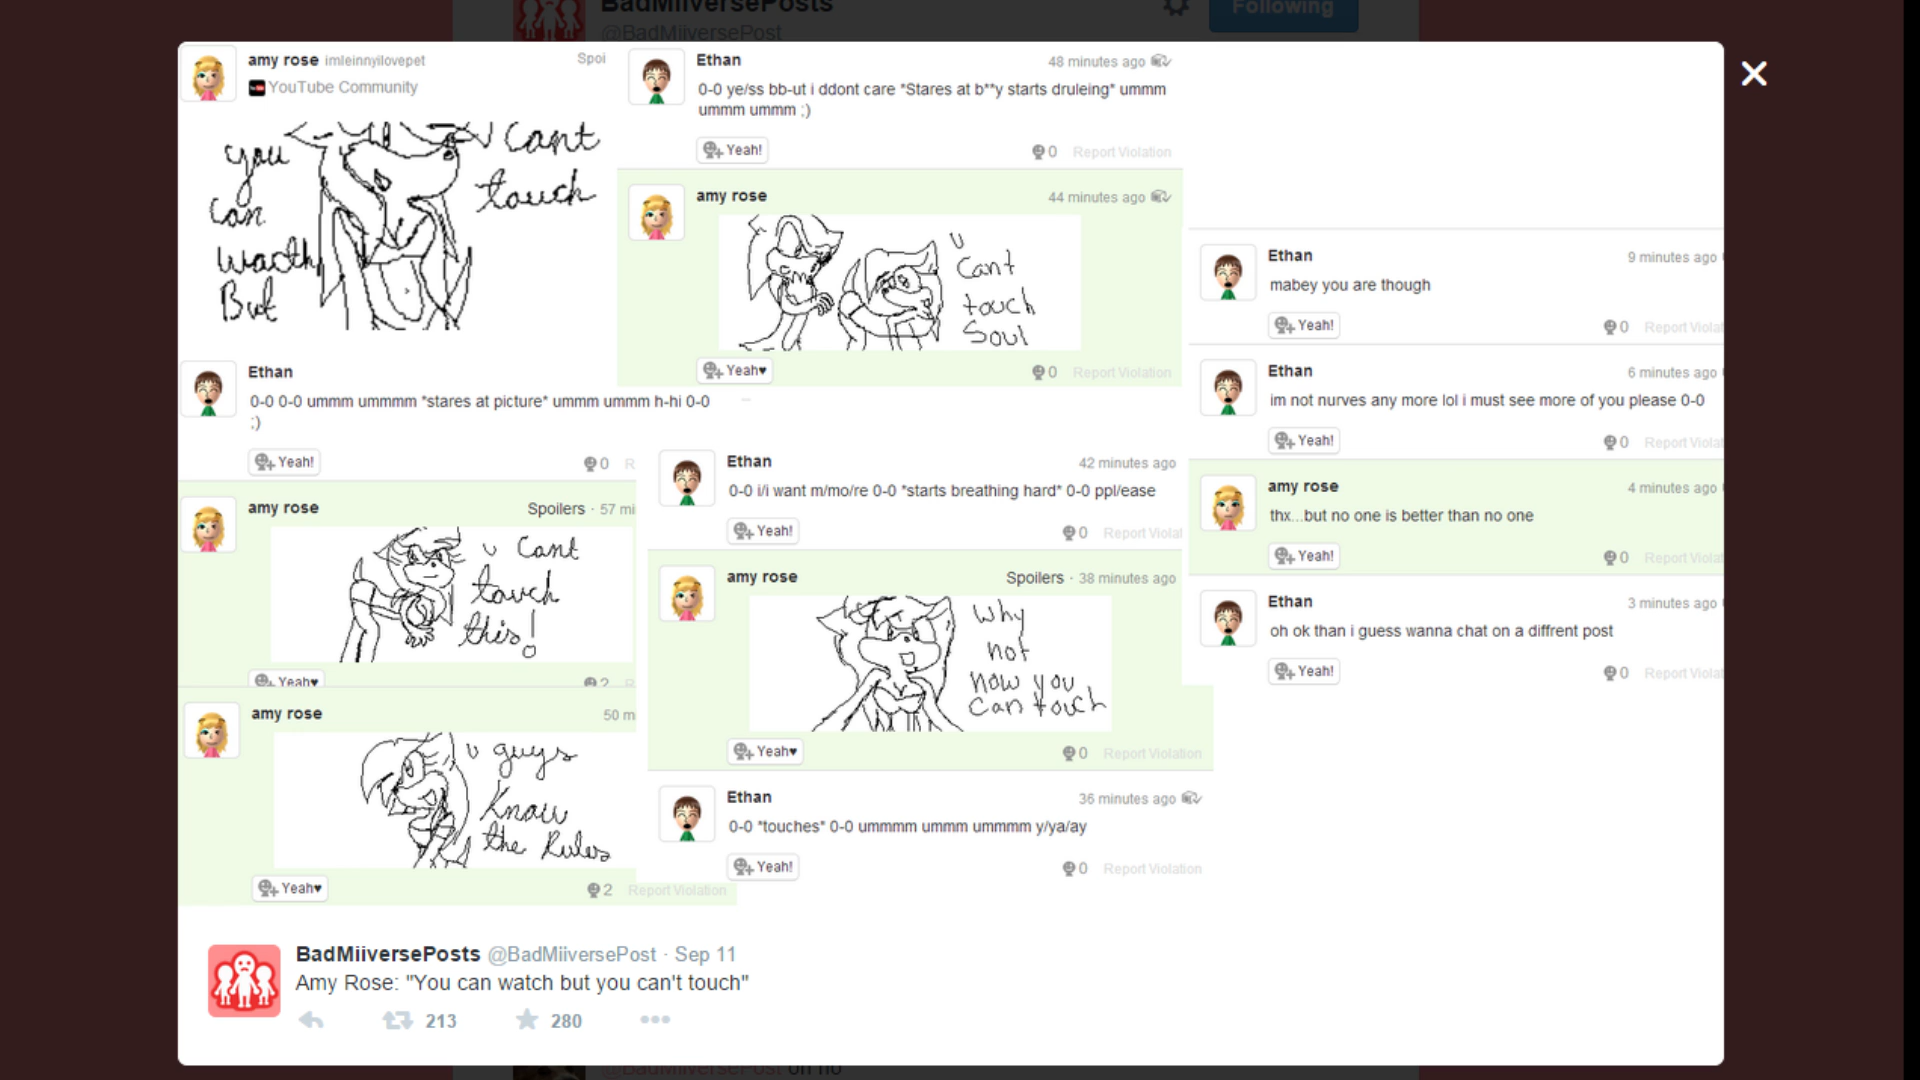 BadMiiversePosts
@BadMiiversePost
Following
amy rose imleinnyilovepet
Spoi
YouTube Community
you
can
wacth
But
U Cant
touch
Ethan
0-0 0-0 ummm ummmm *stares at picture* ummm ummm h-hi 0-0
;)
Yeah!
0
R
amy rose
Spoilers · 57 mi
u Cant
touch
this!
Yeah♥
2
R
amy rose
50 m
u guys
Know
the Rules
Yeah♥
2
Report Violation
Ethan
48 minutes ago
0-0 ye/ss bb-ut i ddont care *Stares at b**y starts druleing* ummm
ummm ummm ;)
Yeah!
0
Report Violation
amy rose
44 minutes ago
U
Cant
touch
Soul
Yeah♥
0
Report Violation
Ethan
42 minutes ago
0-0 i/i want m/mo/re 0-0 *starts breathing hard* 0-0 ppl/ease
Yeah!
0
Report Violat
amy rose
Spoilers · 38 minutes ago
Why
not
now you
can touch
Yeah♥
0
Report Violation
Ethan
36 minutes ago
0-0 *touches* 0-0 ummmm ummm ummmm y/ya/ay
Yeah!
0
Report Violation
Ethan
9 minutes ago
mabey you are though
Yeah!
0
Report Violat
Ethan
6 minutes ago
im not nurves any more lol i must see more of you please 0-0
Yeah!
0
Report Violat
amy rose
4 minutes ago
thx...but no one is better than no one
Yeah!
0
Report Violat
Ethan
3 minutes ago
oh ok than i guess wanna chat on a diffrent post
Yeah!
0
Report Violat
BadMiiversePosts @BadMiiversePost · Sep 11
Amy Rose: "You can watch but you can't touch"
213
280
@BadMiiversePost oh no